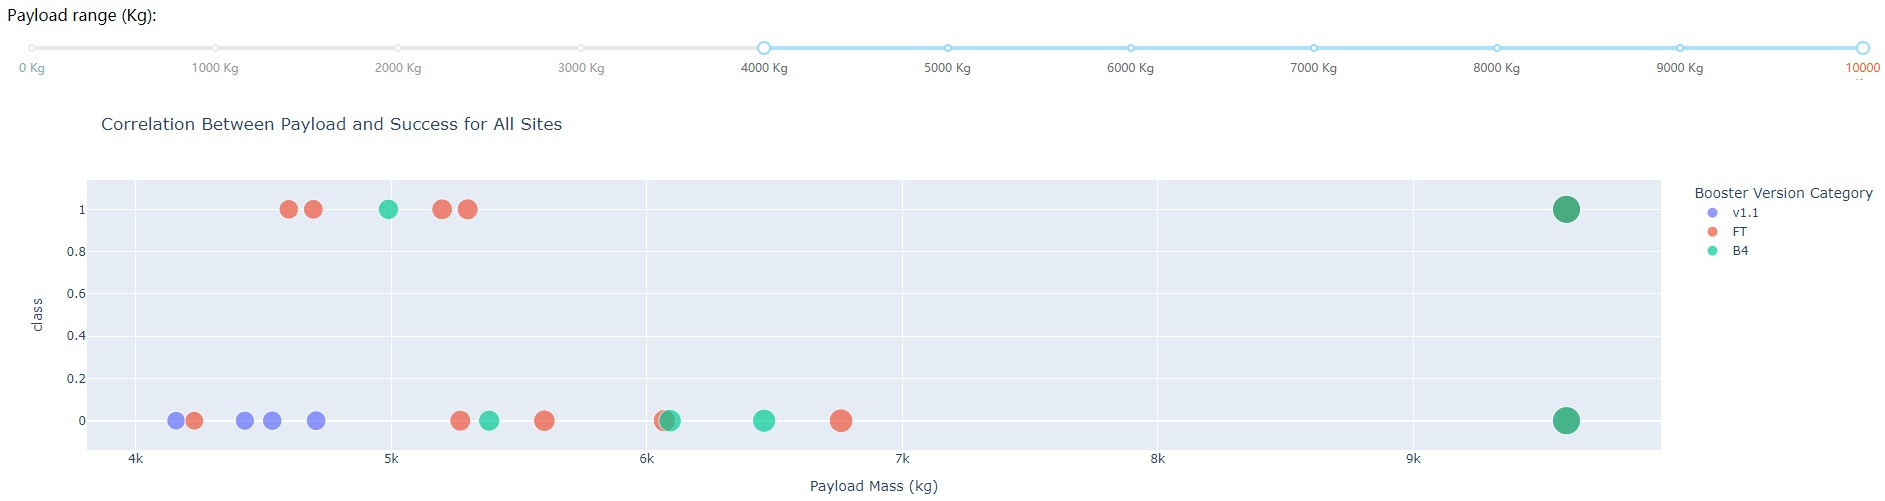 Payload range (Kg):
0 Kg 1000 Kg 2000 Kg 3000 Kg 4000 Kg 5000 Kg 6000 Kg 7000 Kg 8000 Kg 9000 Kg 10000
Correlation Between Payload and Success for All Sites
Booster Version Category
v1.1
FT
B4
class
1
0.8
0.6
0.4
0.2
0
4k 5k 6k 7k 8k 9k
Payload Mass (kg)